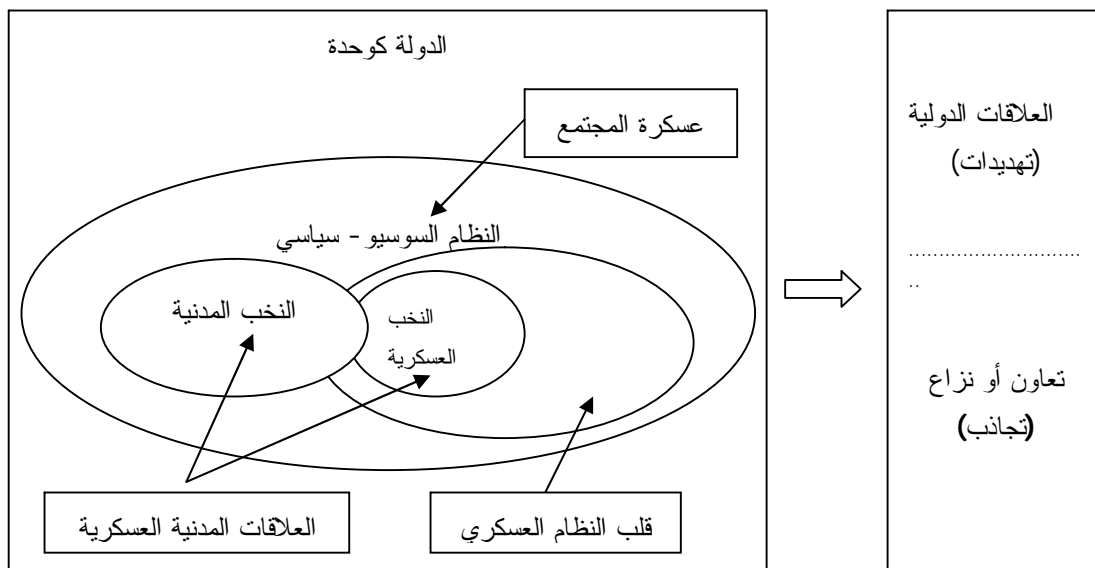 الدولة كوحدة
عسكرة المجتمع
النظام السوسيو - سياسي
النخب المدنية
النخب
العسكرية
العلاقات المدنية العسكرية
قلب النظام العسكري
العلاقات الدولية
(تهديدات)
.............................
..
تعاون أو نزاع
(تجاذب)